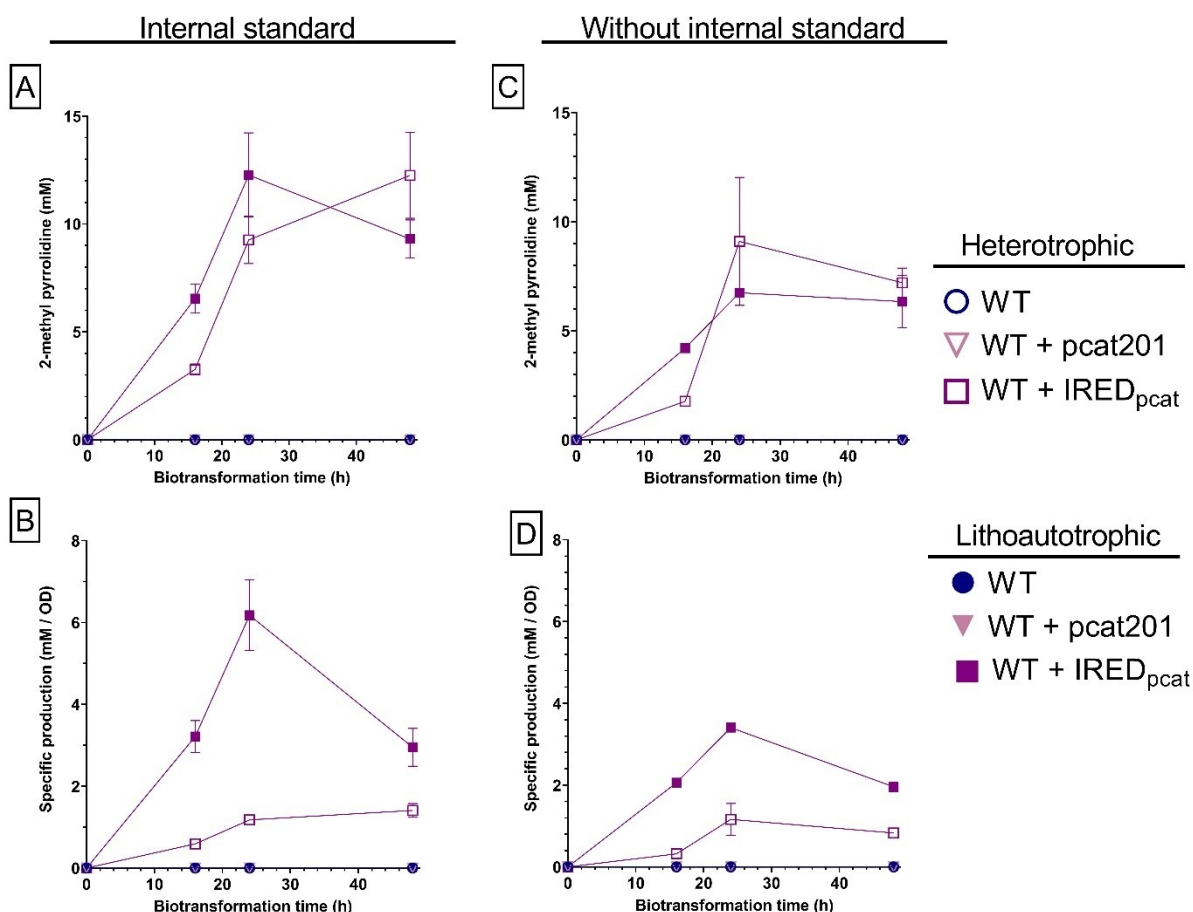 Internal standard
Without internal standard
A
15
10
5
0
0 10 20 30 40
2-methyl pyrrolidine (mM)
Biotransformation time (h)
C
15
10
5
0
0 10 20 30 40
2-methyl pyrrolidine (mM)
Biotransformation time (h)
Heterotrophic
WT
WT + pcat201
WT + IREDpcat
B
8
6
4
2
0
0 10 20 30 40
Specific production (mM / OD)
Biotransformation time (h)
D
8
6
4
2
0
0 10 20 30 40
Specific production (mM / OD)
Biotransformation time (h)
Lithoautotrophic
WT
WT + pcat201
WT + IREDpcat